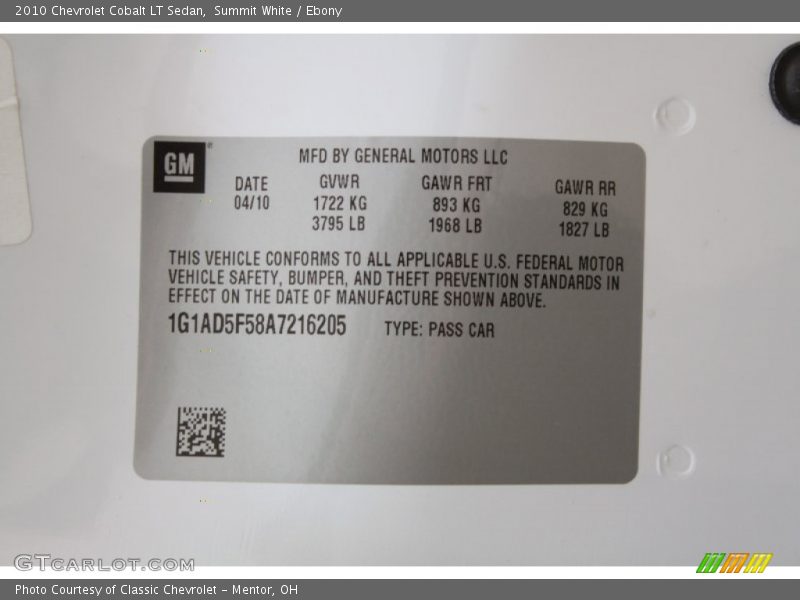 2010 Chevrolet Cobalt LT Sedan, Summit White / Ebony
GM
MFD BY GENERAL MOTORS LLC
DATE GVWR GAWR FRT GAWR RR
04/10 1722 KG 893 KG 829 KG
3795 LB 1968 LB 1827 LB
THIS VEHICLE CONFORMS TO ALL APPLICABLE U.S. FEDERAL MOTOR
VEHICLE SAFETY, BUMPER, AND THEFT PREVENTION STANDARDS IN
EFFECT ON THE DATE OF MANUFACTURE SHOWN ABOVE.
1G1AD5F58A7216205 TYPE: PASS CAR
GTCARLOT.COM
Photo Courtesy of Classic Chevrolet - Mentor, OH